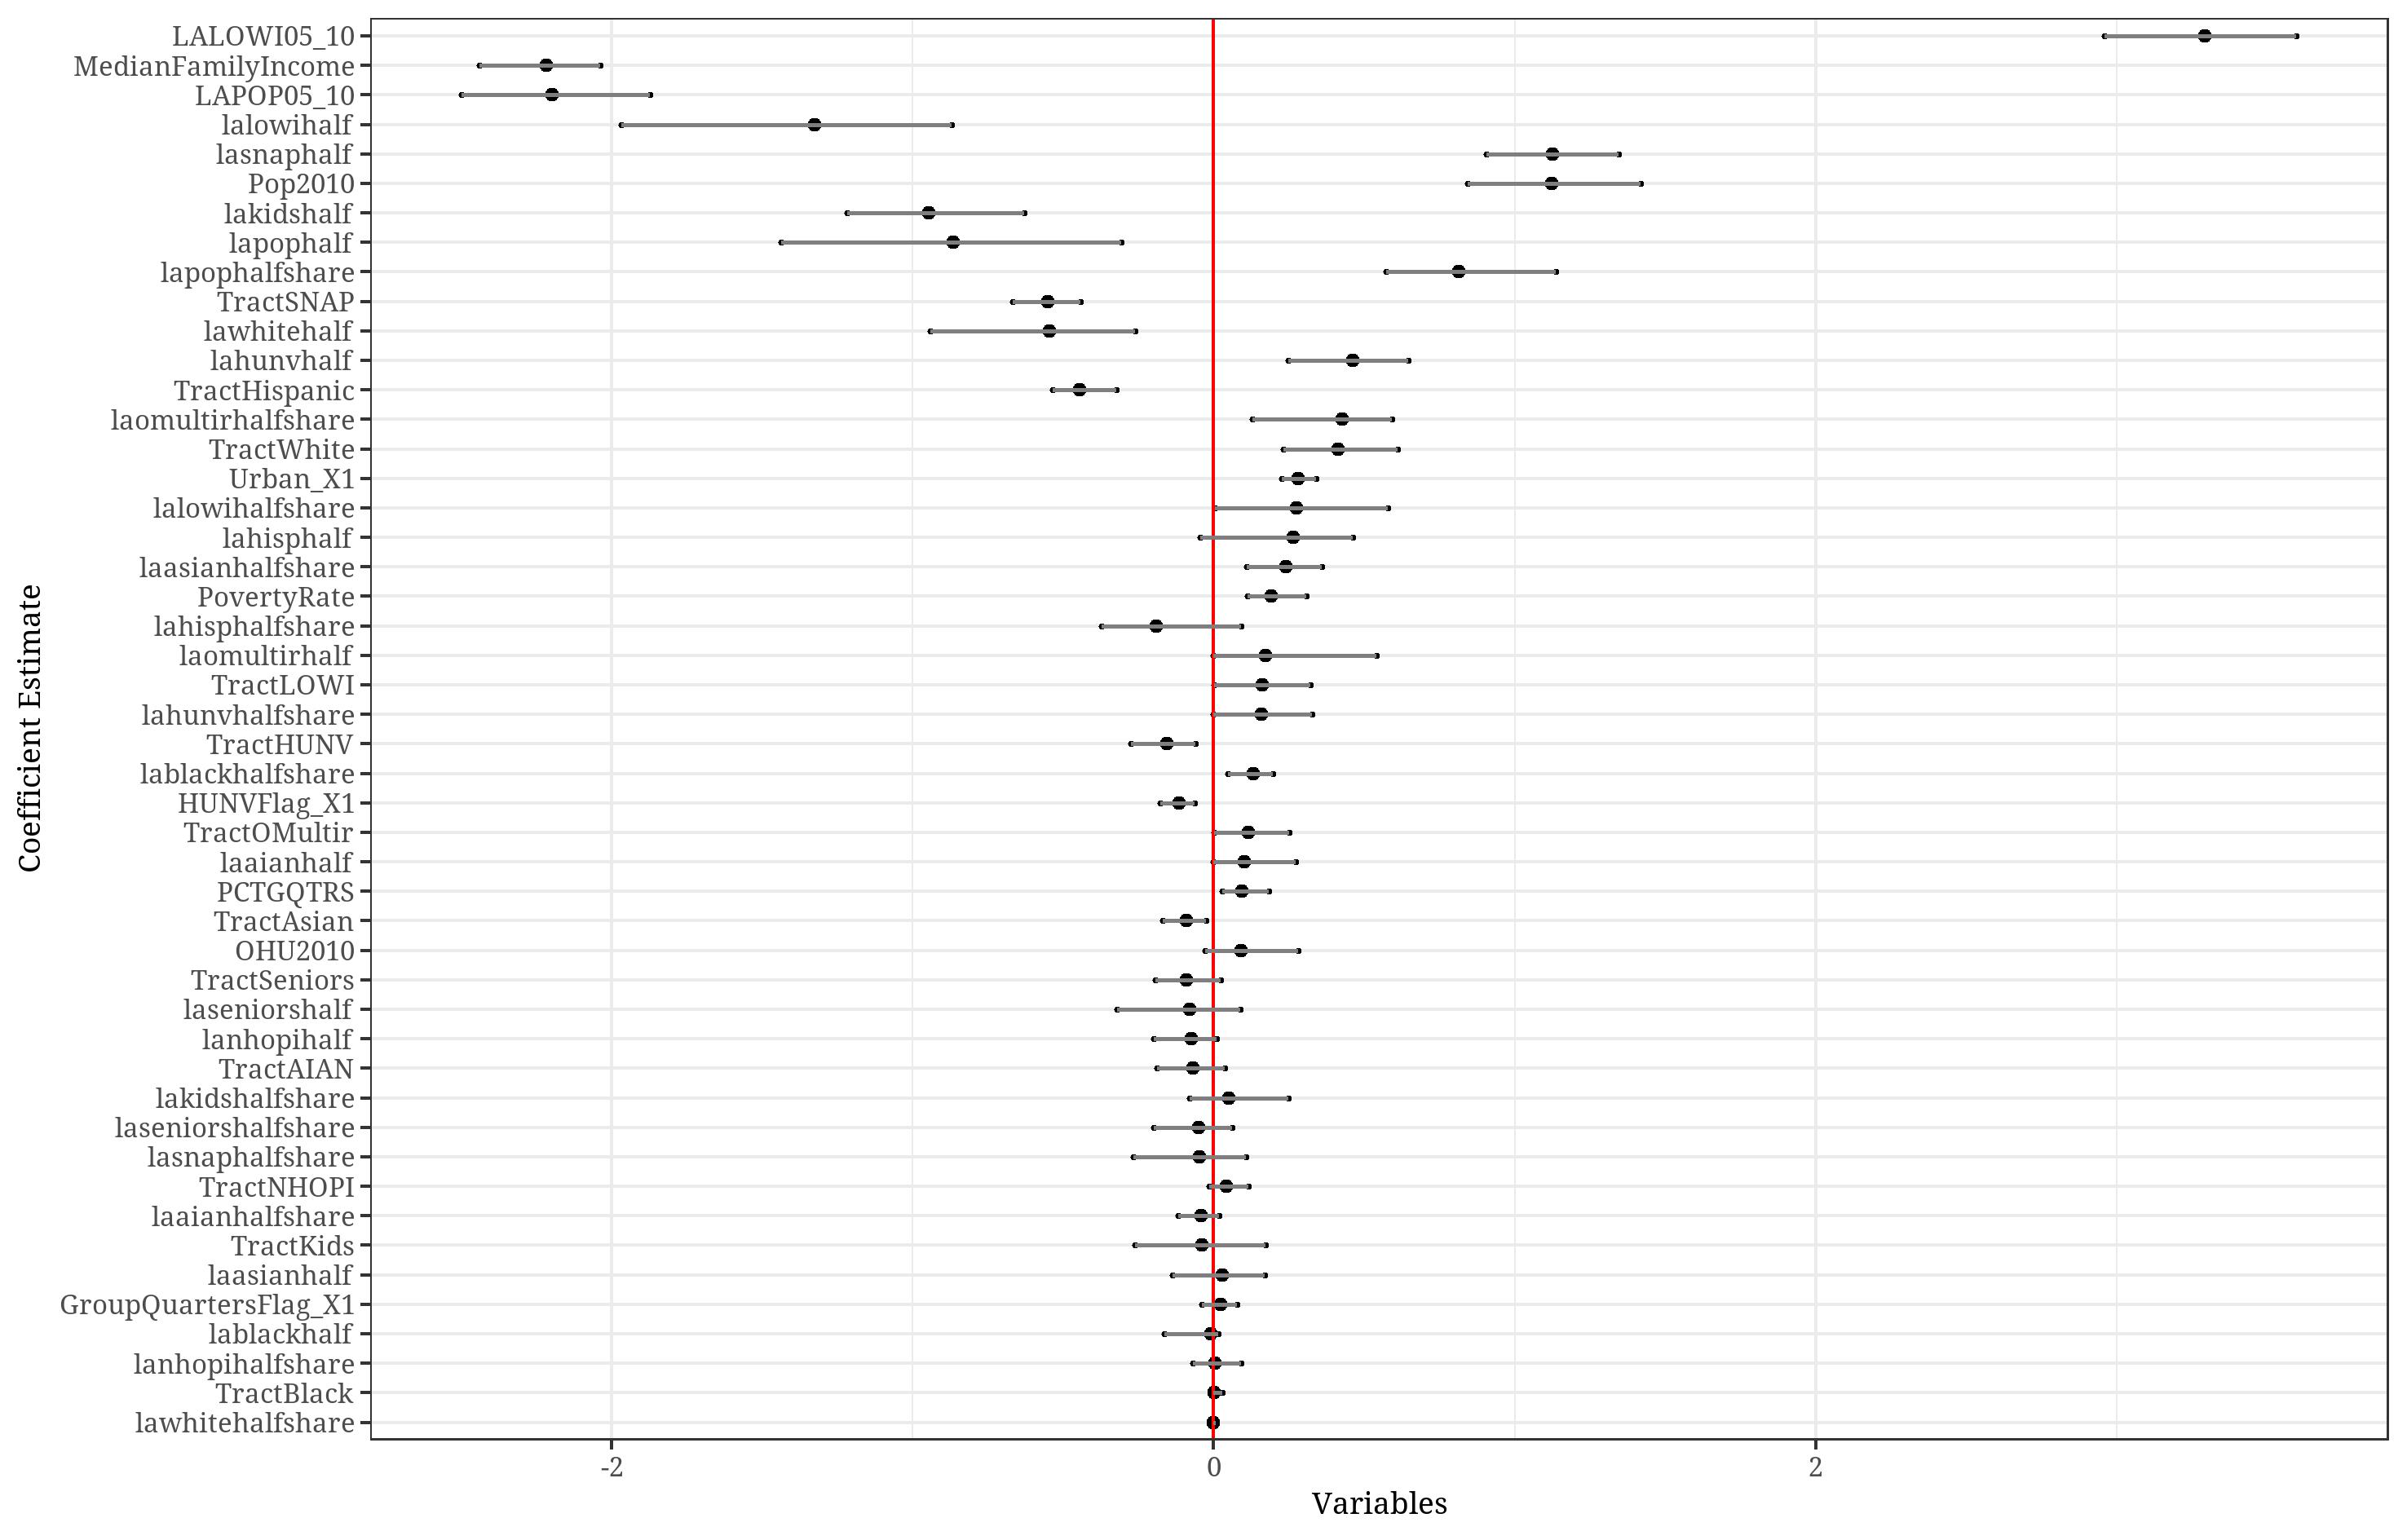 LALOWI05_10
MedianFamilyIncome
LAPOP05_10
lalowihalf
lasnaphalf
Pop2010
lakidshalf
lapophalf
lapophalfshare
TractSNAP
lawhitehalf
lahunvhalf
TractHispanic
laomultirhalfshare
TractWhite
Urban_X1
lalowihalfshare
lahisphalf
laasianhalfshare
PovertyRate
lahisphalfshare
laomultirhalf
TractLOWI
lahunvhalfshare
TractHUNV
lablackhalfshare
HUNVFlag_X1
TractOMultir
laaianhalf
PCTGQTRS
TractAsian
OHU2010
TractSeniors
laseniorshalf
lanhopihalf
TractAIAN
lakidshalfshare
laseniorshalfshare
lasnaphalfshare
TractNHOPI
laaianhalfshare
TractKids
laasianhalf
GroupQuartersFlag_X1
lablackhalf
lanhopihalfshare
TractBlack
lawhitehalfshare
Coefficient Estimate
-2 0 2
Variables